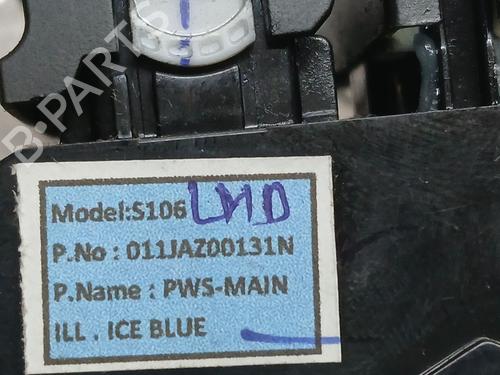 B-PARTS
Model:S106 LHD
P.No : 011JAZ00131N
P.Name : PWS-MAIN
ILL . ICE BLUE